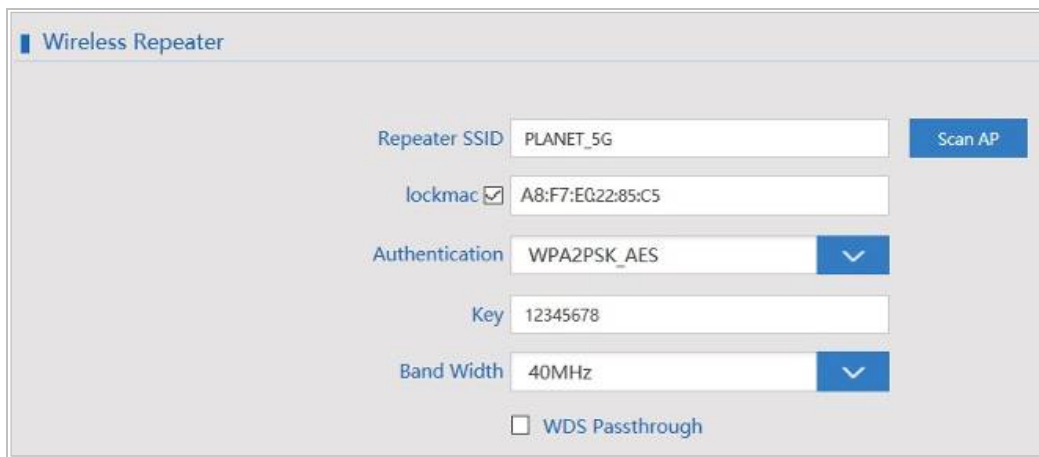 Wireless Repeater
Repeater SSID PLANET_5G Scan AP
lockmac A8:F7:E0:22:85:C5
Authentication WPA2PSK_AES
Key 12345678
Band Width 40MHz
WDS Passthrough